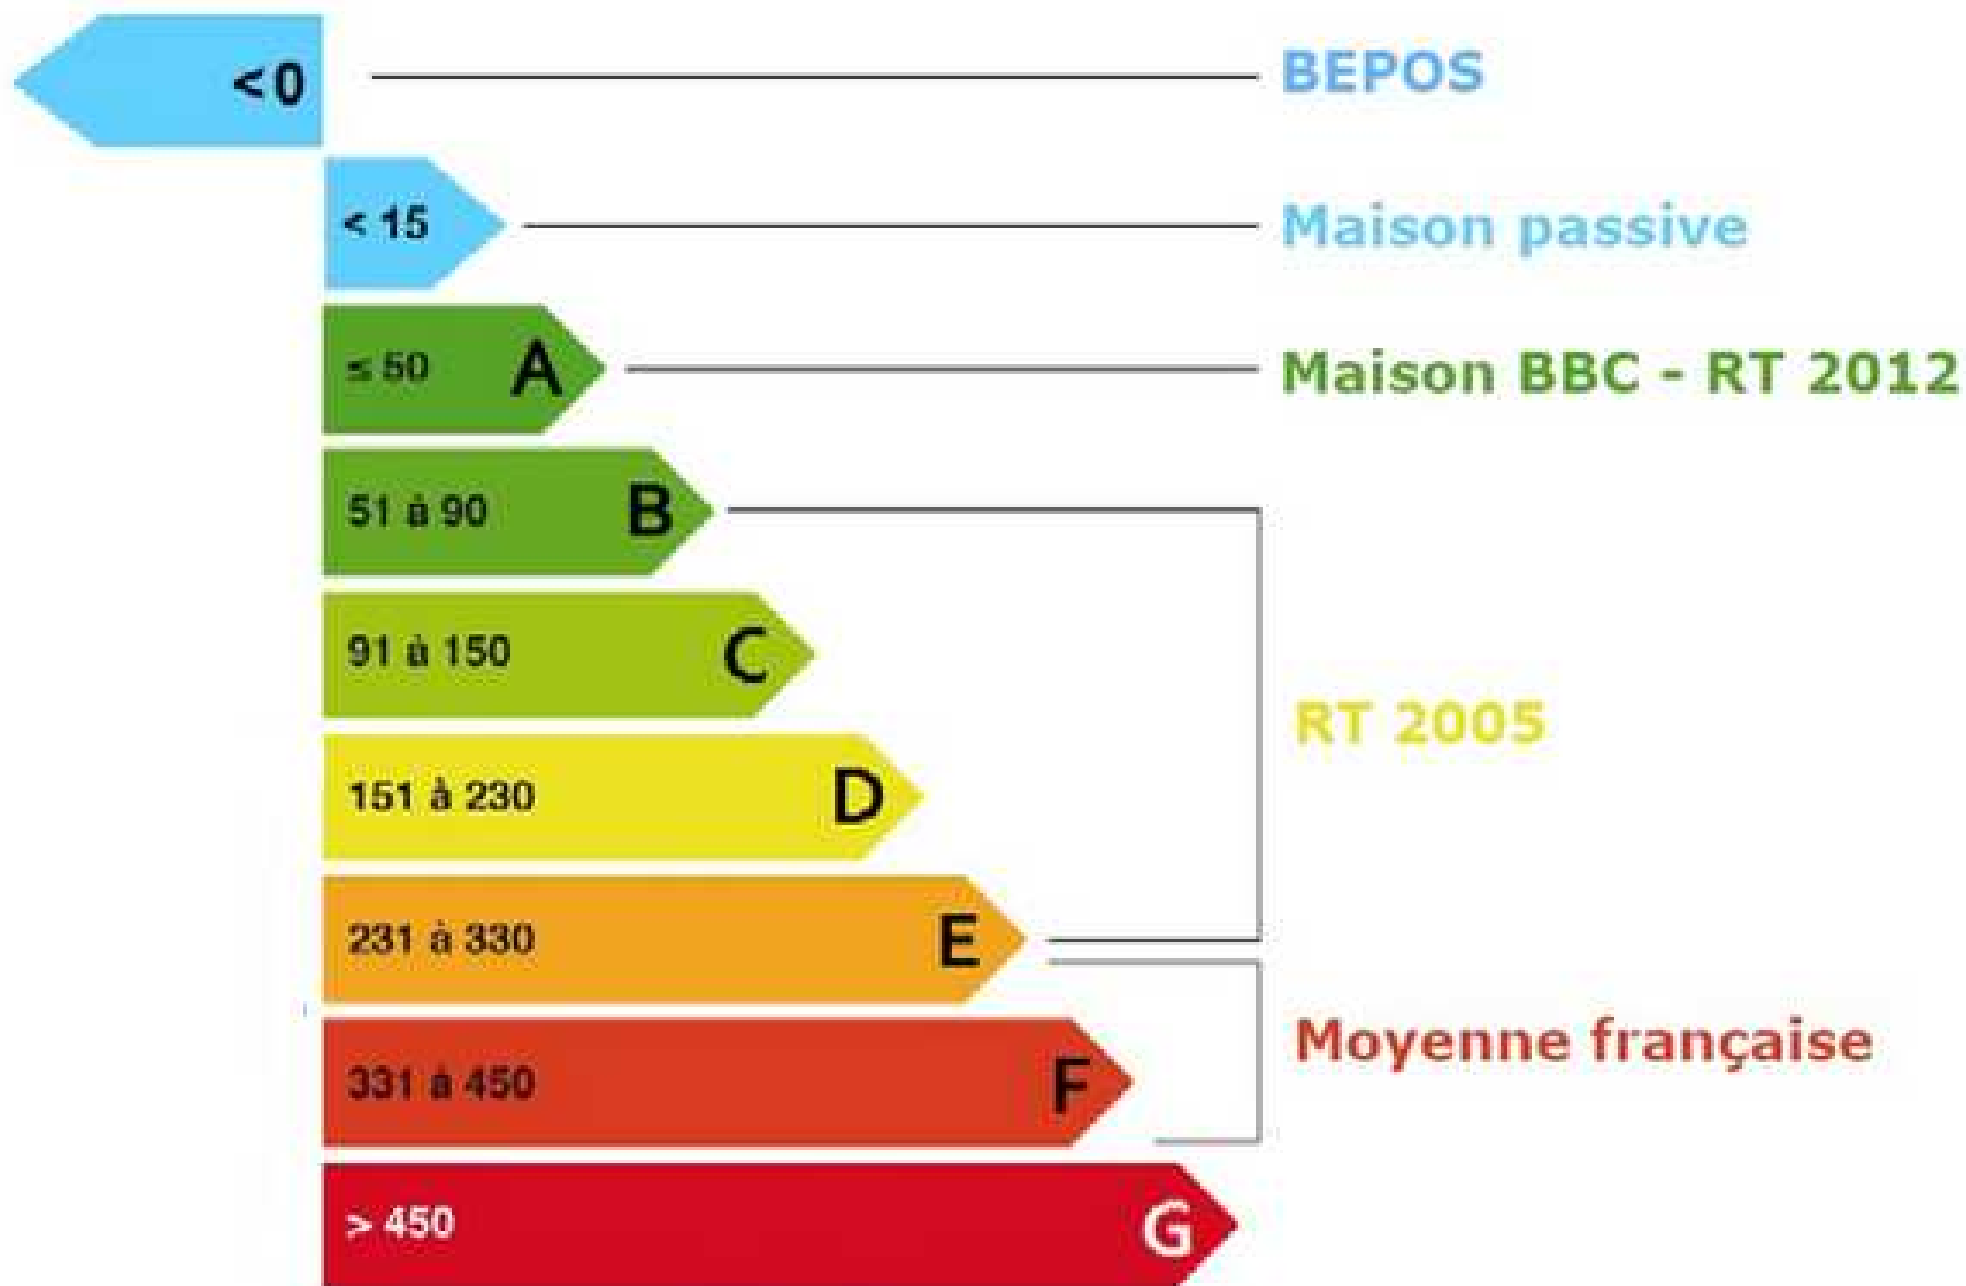 <0 BEPOS
< 15 Maison passive
≤ 50 A Maison BBC - RT 2012
51 à 90 B
91 à 150 C
RT 2005
151 à 230 D
231 à 330 E
Moyenne française
331 à 450 F
> 450 G